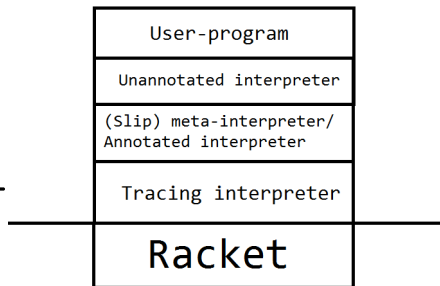 User-program
Unannotated interpreter
(Slip) meta-interpreter/
Annotated interpreter
Tracing interpreter
Racket